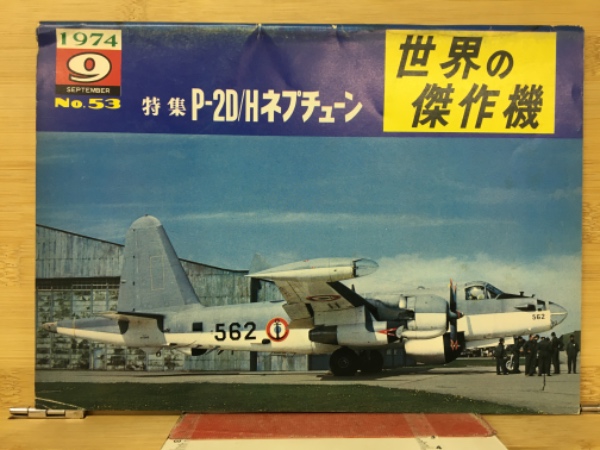 1974
9
SEPTEMBER
No.53
特集 P-2D/Hネプチューン
世界の
傑作機
562
562